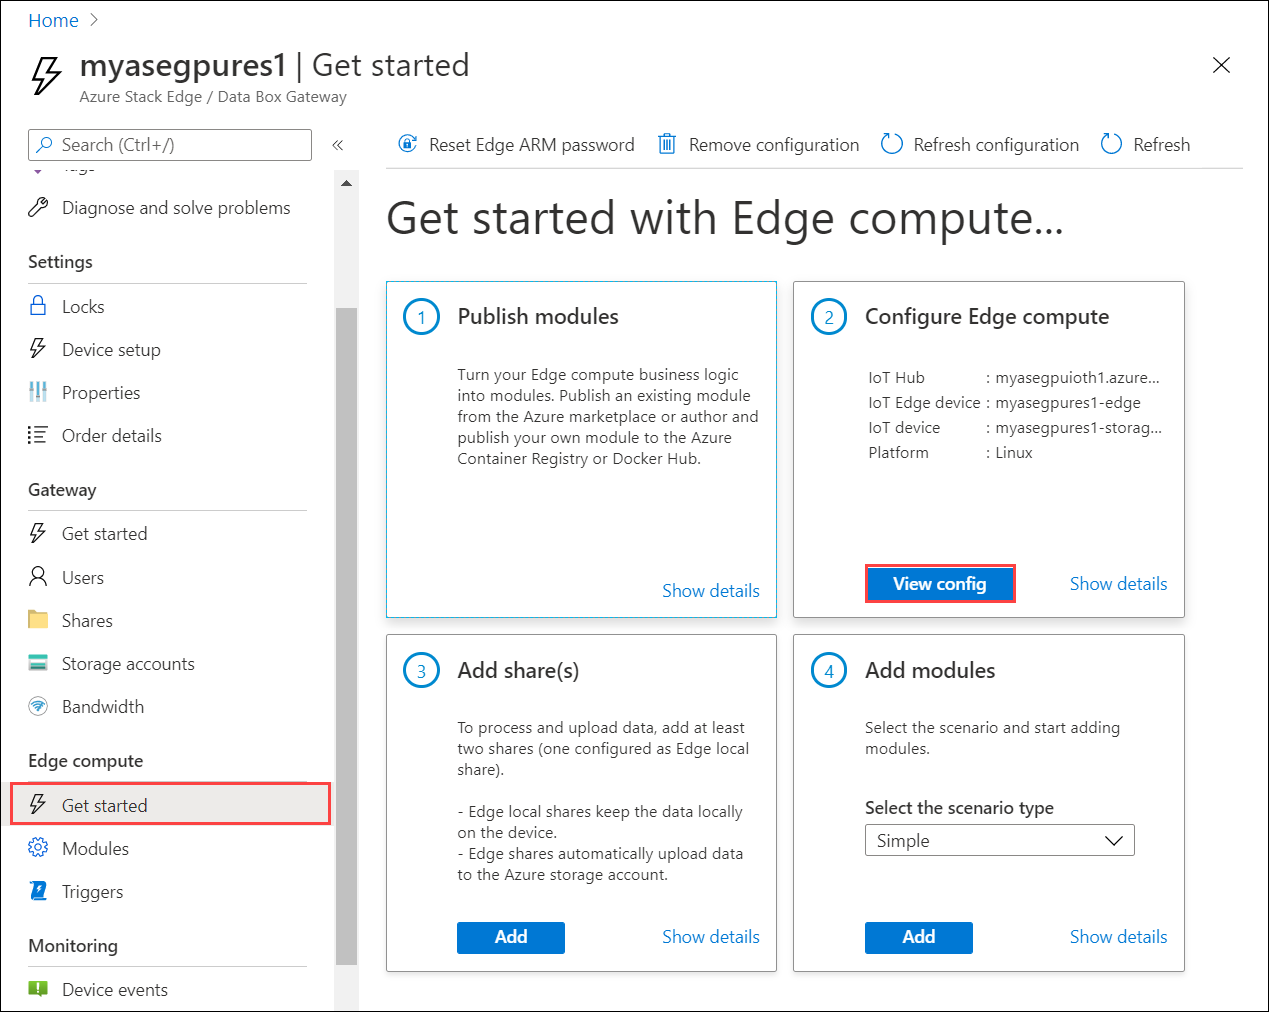 Home
myasegpures1 | Get started
Azure Stack Edge / Data Box Gateway
Search (Ctrl+/)
«
Reset Edge ARM password
Remove configuration
Refresh configuration
Refresh
Diagnose and solve problems
Settings
Locks
Device setup
Properties
Order details
Gateway
Get started
Users
Shares
Storage accounts
Bandwidth
Edge compute
Get started
Modules
Triggers
Monitoring
Device events
Get started with Edge compute...
1 Publish modules
Turn your Edge compute business logic
into modules. Publish an existing module
from the Azure marketplace or author and
publish your own module to the Azure
Container Registry or Docker Hub.
Show details
2 Configure Edge compute
IoT Hub : myasegpuioth1.azure...
IoT Edge device : myasegpures1-edge
IoT device : myasegpures1-storag...
Platform : Linux
View config
Show details
3 Add share(s)
To process and upload data, add at least
two shares (one configured as Edge local
share).
- Edge local shares keep the data locally
on the device.
- Edge shares automatically upload data
to the Azure storage account.
Add
Show details
4 Add modules
Select the scenario and start adding
modules.
Select the scenario type
Simple
Add
Show details